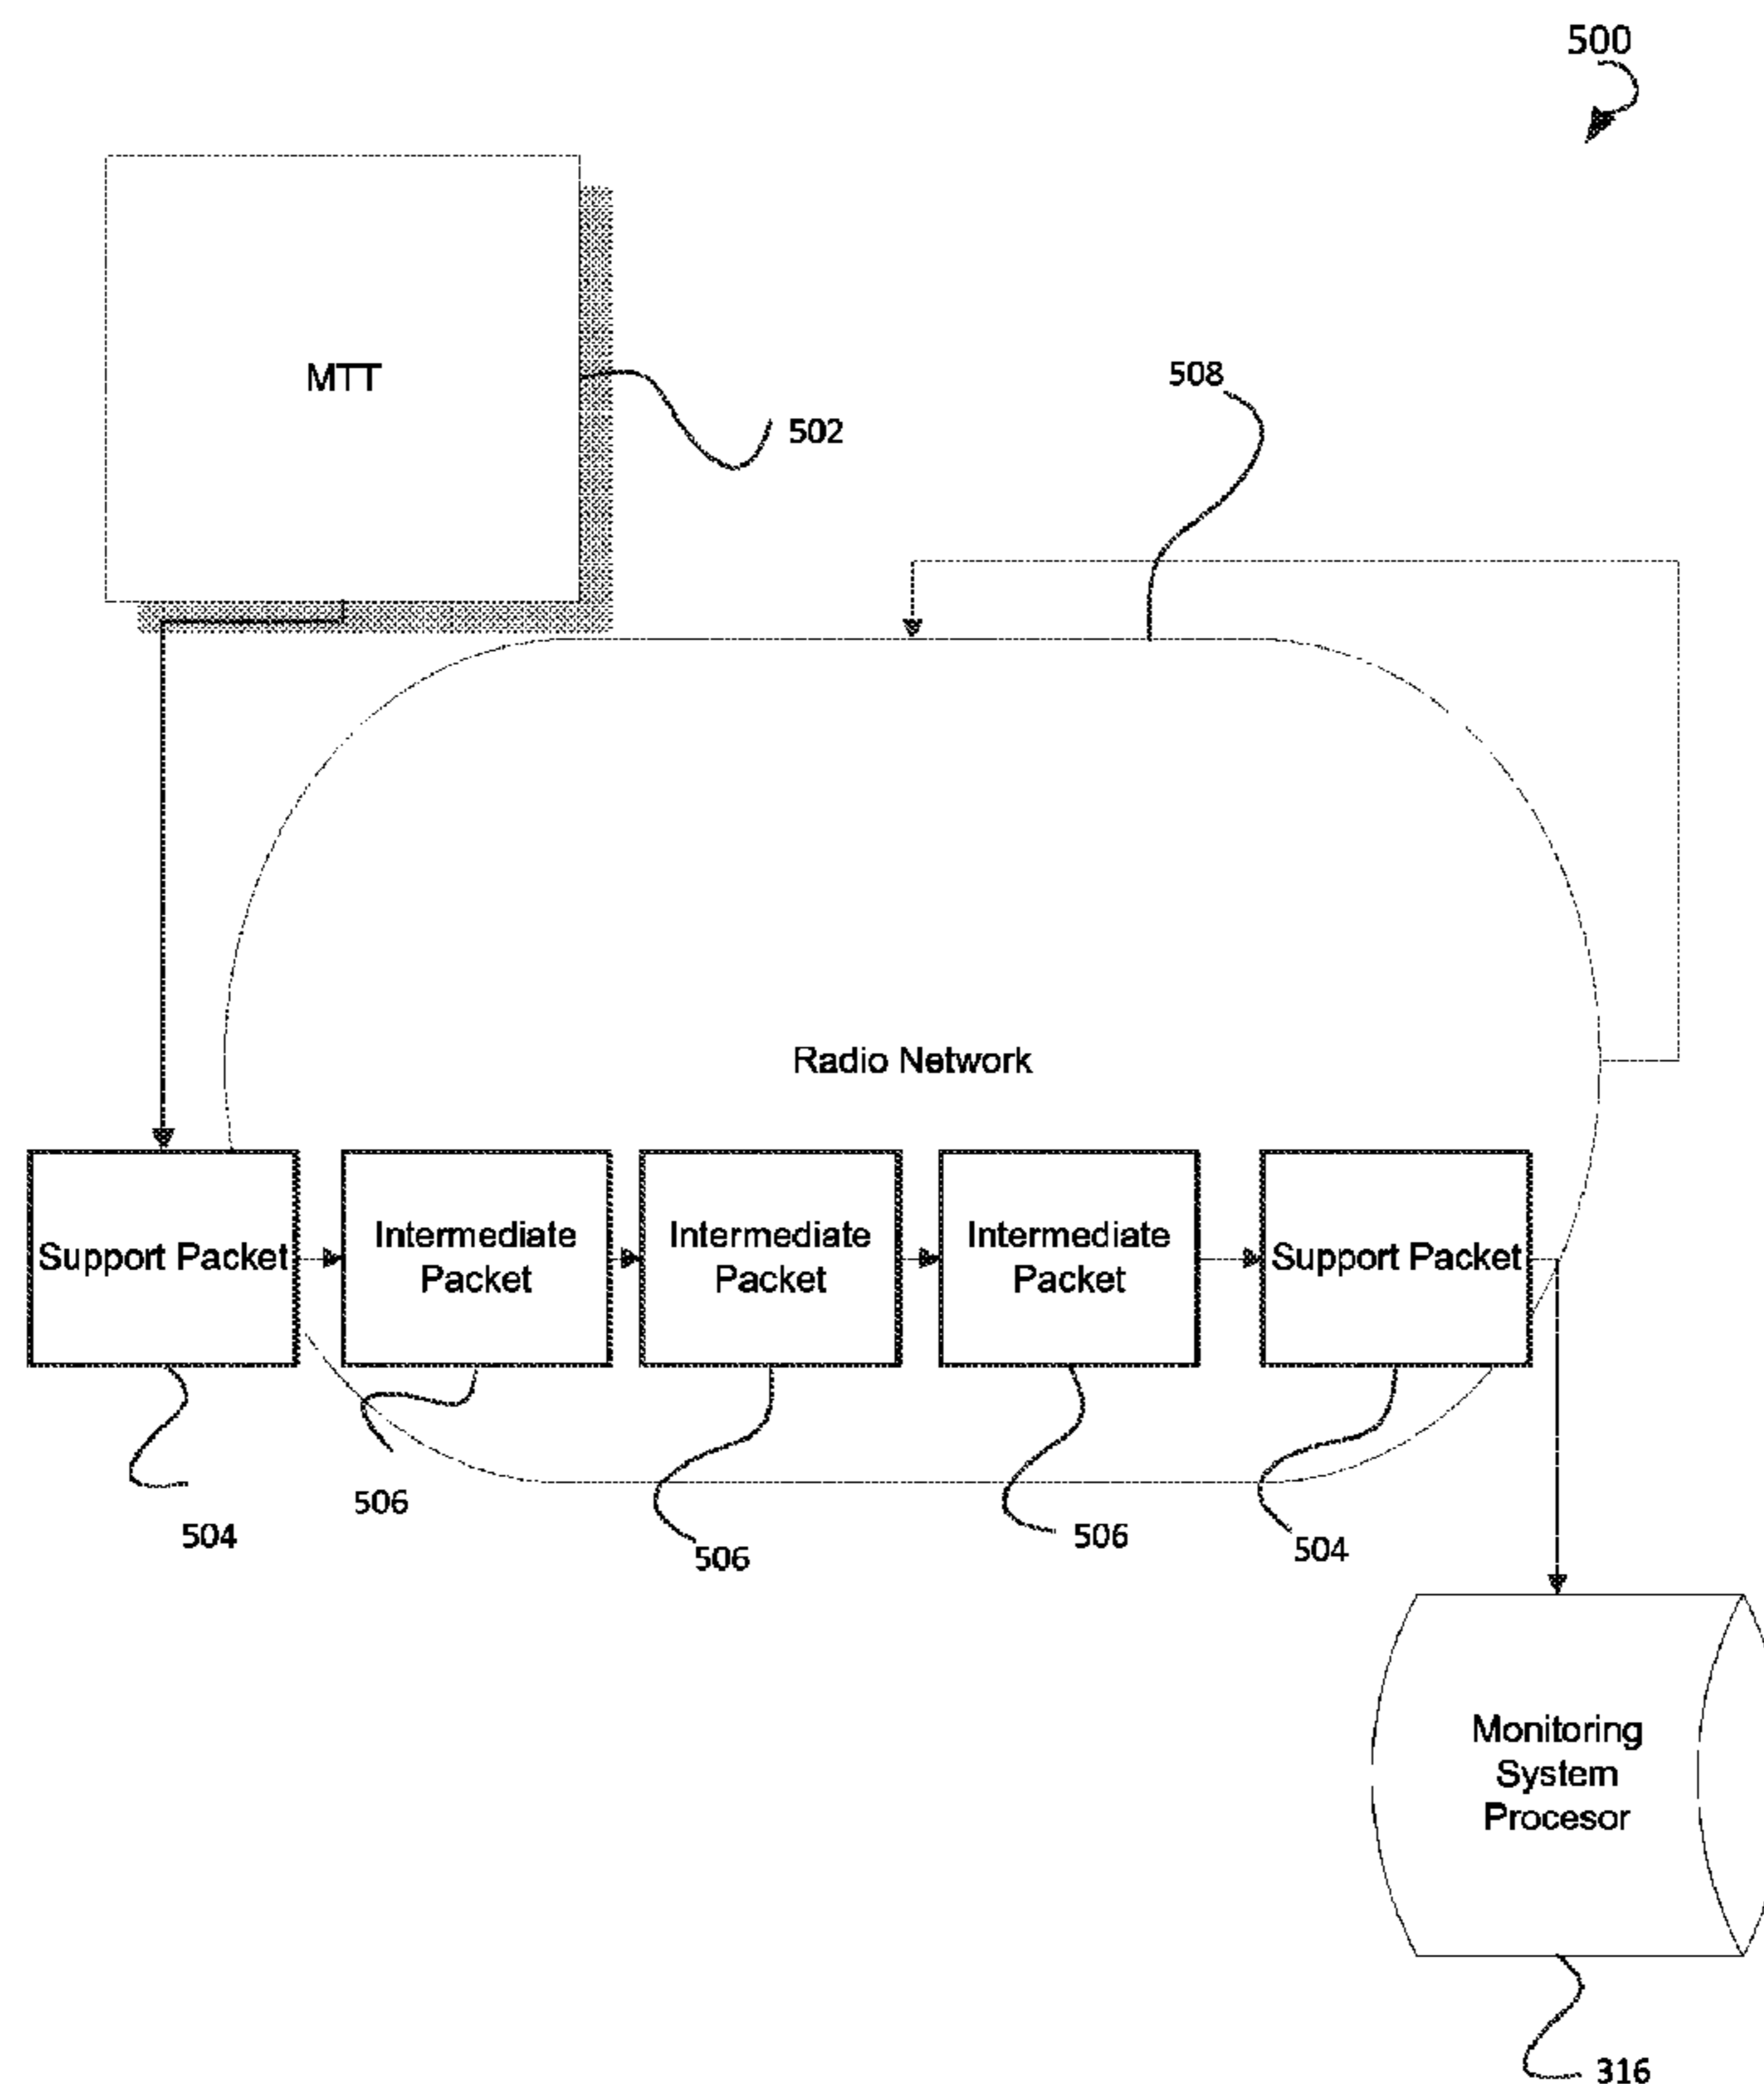 500
MTT
502
508
Radio Network
Support Packet
Intermediate
Packet
Intermediate
Packet
Intermediate
Packet
Support Packet
504
506
506
506
504
Monitoring
System
Procesor
316